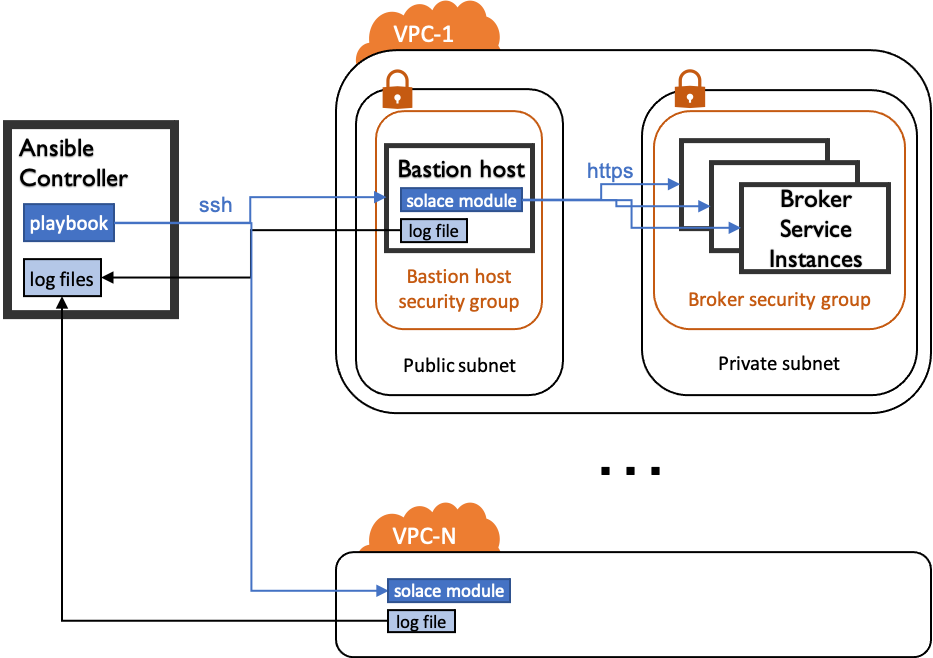 VPC-1
Ansible
Controller
playbook
log files
ssh
Bastion host
solace module
log file
Bastion host
security group
Public subnet
https
Broker
Service
Instances
Broker security group
Private subnet
...
VPC-N
solace module
log file